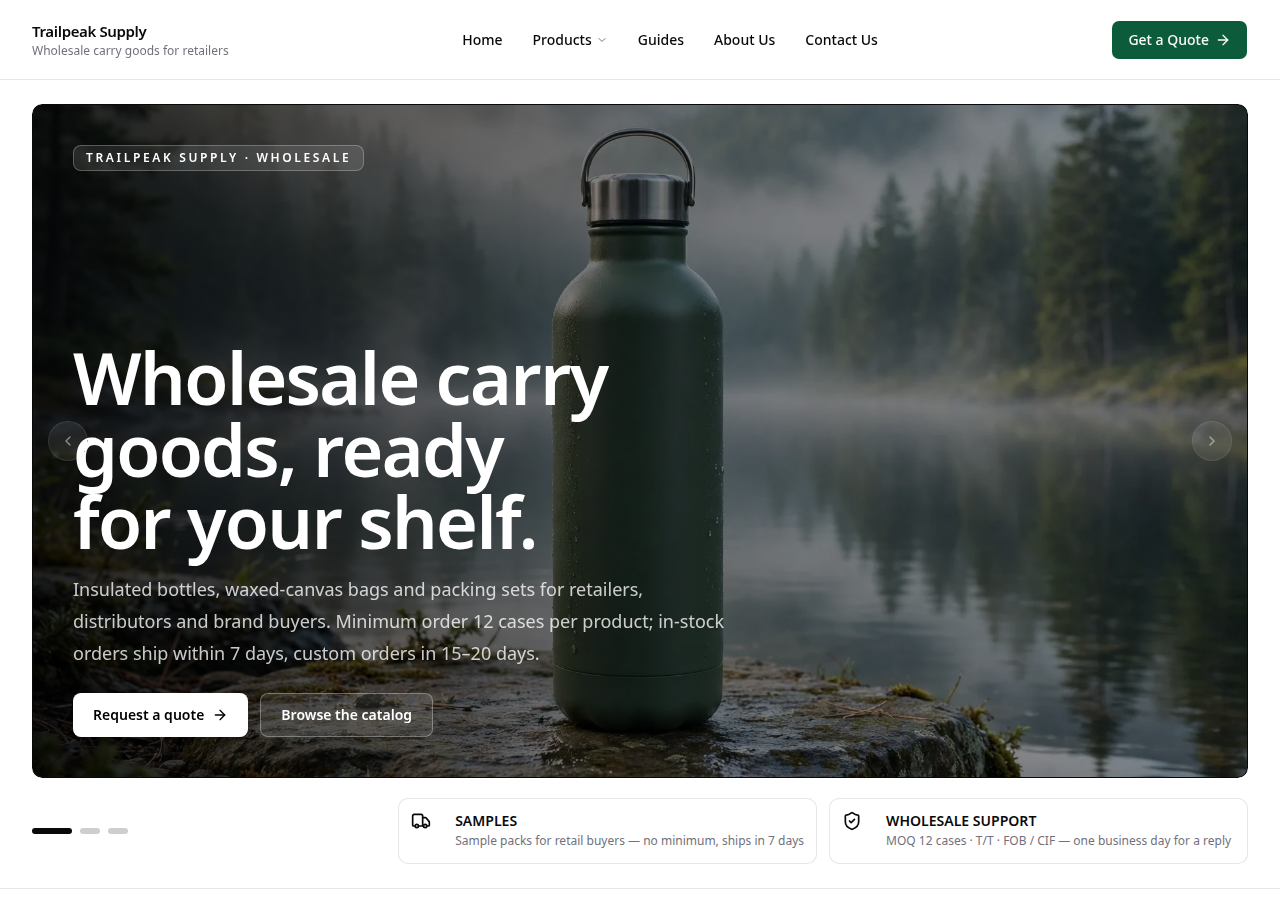 Trailpeak Supply
Wholesale carry goods for retailers
Home
Products
Guides
About Us
Contact Us
Get a Quote
TRAILPEAK SUPPLY · WHOLESALE
Wholesale carry
goods, ready
for your shelf.
Insulated bottles, waxed-canvas bags and packing sets for retailers,
distributors and brand buyers. Minimum order 12 cases per product; in-stock
orders ship within 7 days, custom orders in 15–20 days.
Request a quote
Browse the catalog
SAMPLES
Sample packs for retail buyers — no minimum, ships in 7 days
WHOLESALE SUPPORT
MOQ 12 cases · T/T · FOB / CIF — one business day for a reply